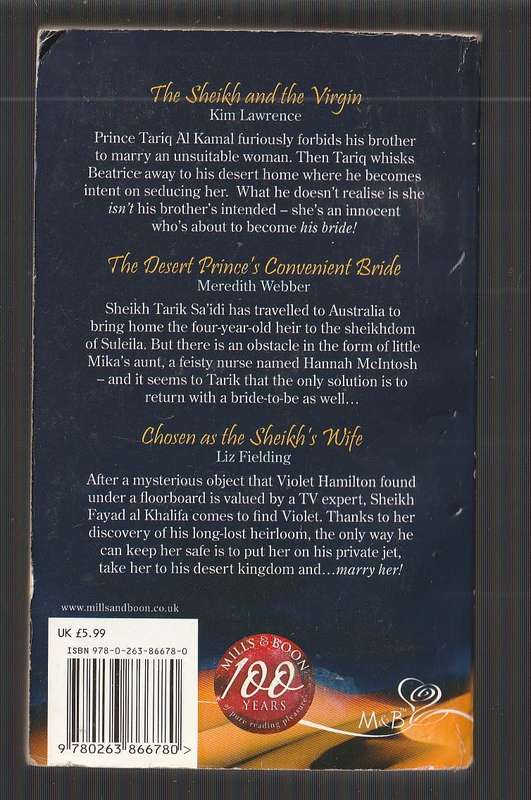 The Sheikh and the Virgin
Kim Lawrence
Prince Tariq Al Kamal furiously forbids his brother
to marry an unsuitable woman. Then Tariq whisks
Beatrice away to his desert home where he becomes
intent on seducing her. What he doesn't realise is she
isn't his brother's intended – she's an innocent
who's about to become his bride!
The Desert Prince's Convenient Bride
Meredith Webber
Sheikh Tarik Sa'idi has travelled to Australia to
bring home the four-year-old heir to the sheikhdom
of Suleila. But there is an obstacle in the form of little
Mika's aunt, a feisty nurse named Hannah McIntosh
– and it seems to Tarik that the only solution is to
return with a bride-to-be as well…
Chosen as the Sheikh's Wife
Liz Fielding
After a mysterious object that Violet Hamilton found
under a floorboard is valued by a TV expert, Sheikh
Fayad al Khalifa comes to find Violet. Thanks to her
discovery of his long-lost heirloom, the only way he
can keep her safe is to put her on his private jet,
take her to his desert kingdom and…marry her!
www.millsandboon.co.uk
UK £5.99
ISBN 978-0-263-86678-0
9 780263 866780 >
MILLS & BOON
100
YEARS
of pure reading pleasure
M&B™